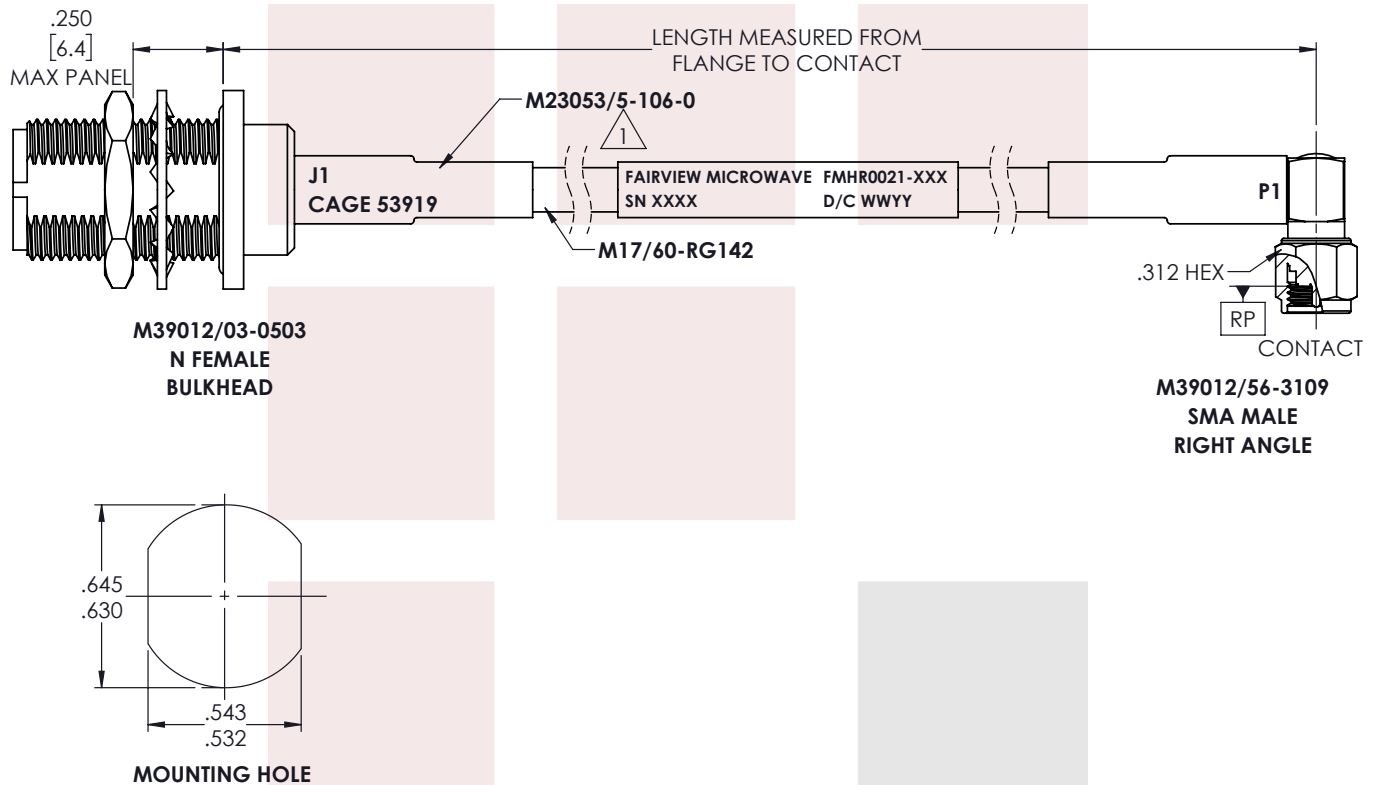 .250
[6.4]
MAX PANEL
LENGTH MEASURED FROM
FLANGE TO CONTACT
M23053/5-106-0
1
J1
CAGE 53919
FAIRVIEW MICROWAVE FMHR0021-XXX
SN XXXX D/C WWYY
P1
M17/60-RG142
.312 HEX
RP
CONTACT
M39012/03-0503
N FEMALE
BULKHEAD
M39012/56-3109
SMA MALE
RIGHT ANGLE
.645
.630
.543
.532
MOUNTING HOLE